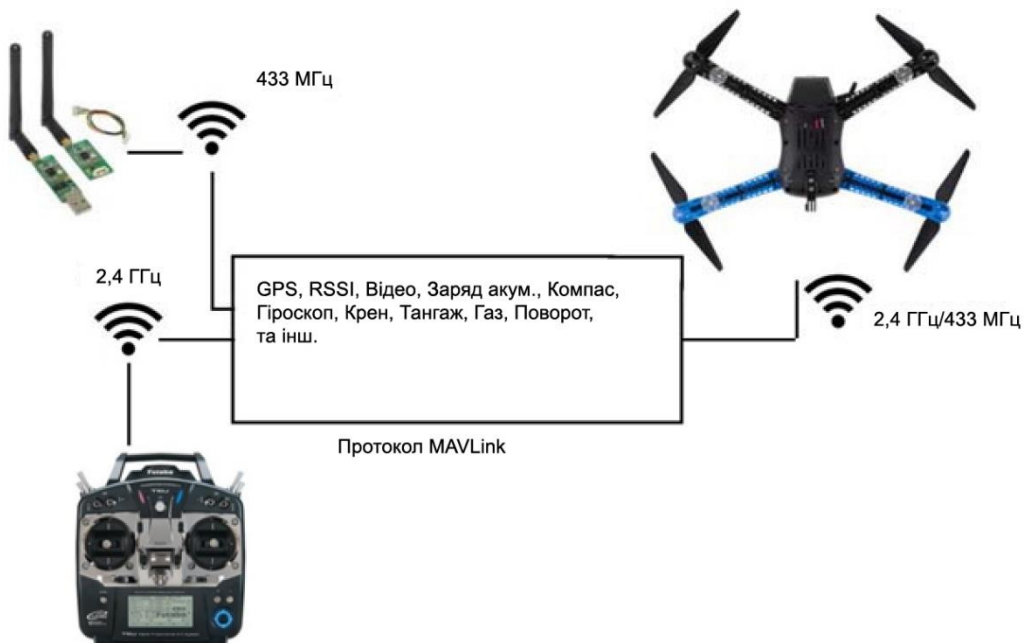 433 МГц
2,4 ГГц
GPS, RSSI, Відео, Заряд акум., Компас,
Гіроскоп, Крен, Тангаж, Газ, Поворот,
та інш.
2,4 ГГц/433 МГц
Протокол MAVLink
Futaba